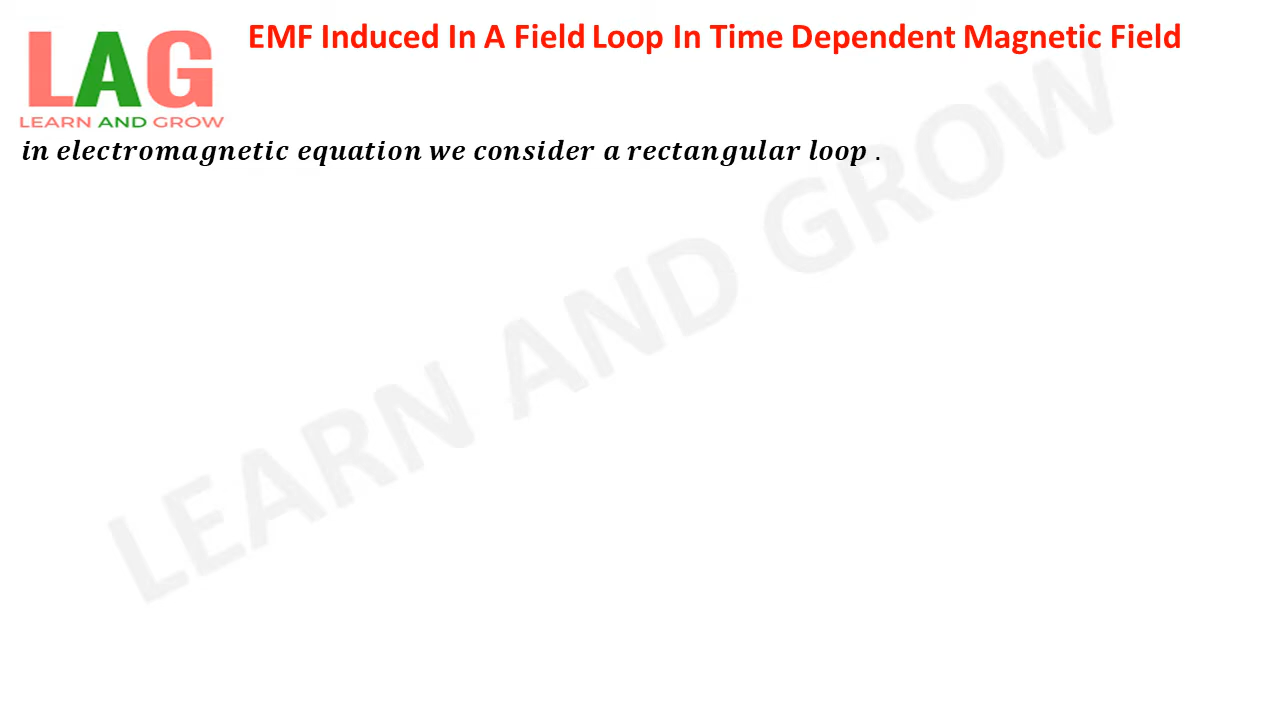 LAG
LEARN AND GROW
EMF Induced In A Field Loop In Time Dependent Magnetic Field
in electromagnetic equation we consider a rectangular loop .
LEARN AND GROW